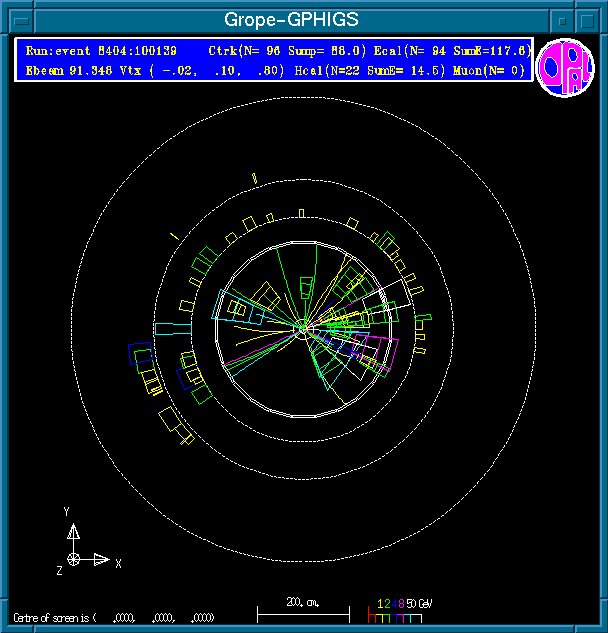 Grope-GPHIGS
Run:event 8404:100139 Ctrk(N= 96 Sump= 88.0) Ecal(N= 94 SumE=117.6)
Ebeam 91.348 Vtx ( -.02, .10, .80) Hcal(N=22 SumE= 14.5) Muon(N= 0)
OPAL
Y
X
Z
200. cm.
1 2 4 8 50 GeV
Centre of screen is ( .0000, .0000, .0000)